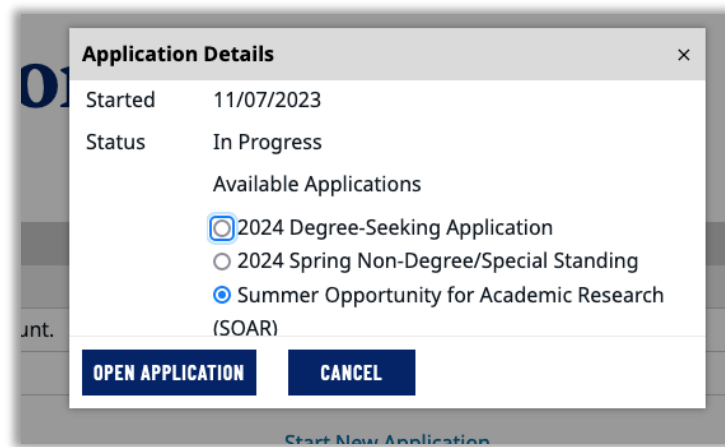 Application Details ×
Started 11/07/2023
Status In Progress
Available Applications
2024 Degree-Seeking Application
2024 Spring Non-Degree/Special Standing
Summer Opportunity for Academic Research
(SOAR)
unt.
OPEN APPLICATION CANCEL
Start New Application